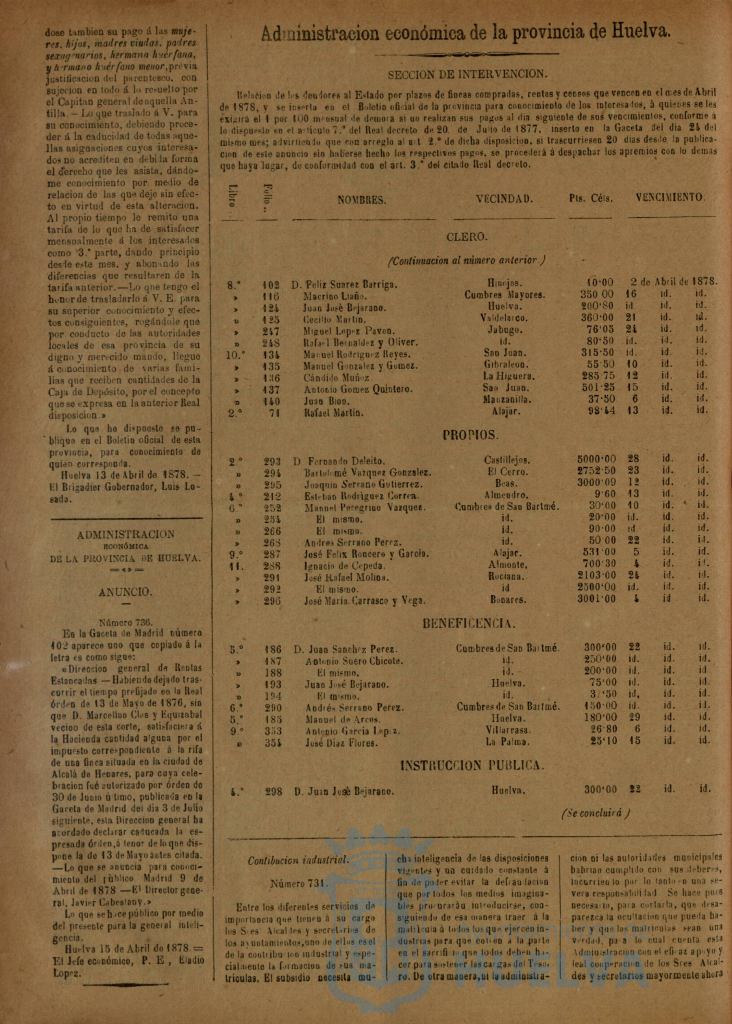 dose tambien su pago á las muje-
res, hijos, madres viudas, padres
sexagenarios, hermana huérfana,
y hermano huérfano menor, prévia
justificacion del parentesco, con
sujecion en todo á lo resuelto por
el Capitan general de aquella An-
tilla.—Lo que traslado á V. para
su conocimiento, debiendo proce-
der á la caducidad de todas aque-
llas asignaciones cuyos interesa-
dos no acrediten en debida forma
el derecho que les asista, dándo-
me conocimiento por medio de
relacion de las que deje sin efec-
to en virtud de esta alteracion.
Al propio tiempo le remito una
tarifa de lo que ha de satisfacer
mensualmente á los interesados
como 3.ª parte, dando principio
desde este mes, y abonando las
diferencias que resultaren de la
tarifa anterior.—Lo que tengo el
honor de trasladarlo á V. E. para
su superior conocimiento y efec-
tos consiguientes, rogándole que
por conducto de las autoridades
locales de esa provincia de su
digno y merecido mando, llegue
á conocimiento de varias fami-
lias que reciben cantidades de la
Caja de Depósito, por el concepto
que se expresa en la anterior Real
disposicion.»
Lo que he dispuesto se pu-
blique en el Boletin oficial de esta
provincia, para conocimiento de
quien corresponda.
Huelva 13 de Abril de 1878.—
El Brigadier Gobernador, Luis Lo-
sada.
ADMINISTRACION
ECONÓMICA
DE LA PROVINCIA DE HUELVA.
ANUNCIO.
Número 736.
En la Gaceta de Madrid número
102 aparece uno que copiado á la
letra es como sigue:
«Direccion general de Rentas
Estancadas—Habiendo dejado tras-
currir el tiempo prefijado en la Real
órden de 13 de Mayo de 1876, sin
que D. Marcelino Clos y Equizabal
vecino de esta corte, satisfaciera á
la Hacienda cantidad alguna por el
impuesto correspondiente á la rifa
de una finca situada en la ciudad de
Alcalá de Henares, para cuya cele-
bracion fué autorizado por órden de
30 de Junio último, publicada en la
Gaceta de Madrid del dia 3 de Julio
siguiente, esta Direccion general ha
acordado declarar caducada la es-
presada órden, á tenor de lo que dis-
pone la de 13 de Mayo ántes citada.
—Lo que se anuncia para conoci-
miento del público Madrid 9 de
Abril de 1878—El Director gene-
ral, Javier Cabestany.»
Lo que se hace público por medio
del presente para la general inteli-
gencia.
Huelva 15 de Abril de 1878.=
El Jefe económico, P. E, Eladio
Lopez.
Administracion económica de la provincia de Huelva.
SECCION DE INTERVENCION.
Relacion de los deudores al Estado por plazos de fincas compradas, rentas y censos que vencen en el mes de Abril
de 1878, y se inserta en el Boletin oficial de la provincia para conocimiento de los interesados, á quienes se les
exijirá el 1 por 100 mensual de demora si no realizan sus pagos al dia siguiente de sus vencimientos, conforme á
lo dispuesto en el artículo 7.º del Real decreto de 20 de Julio de 1877, inserto en la Gaceta del dia 24 del
mismo mes; advirtiendo que con arreglo al art. 2.º de dicha disposicion, si trascurriesen 20 dias desde la publica-
cion de este anuncio sin haberse hecho los respectivos pagos, se procederá á despachar los apremios con lo demas
que haya lugar, de conformidad con el art. 3.º del citado Real decreto.
Libro. Folio. NOMBRES. VECINDAD. Pts. Céts. VENCIMIENTO.
CLERO.
(Continuacion al número anterior.)
8.º 102 D. Feliz Suarez Barriga. Hinojos. 10·00 2 de Abril de 1878.
» 116 Macrino Liaño. Cumbres Mayores. 350 00 16 id. id.
» 124 Juan José Bejarano. Huelva. 200·80 id. id. id.
» 125 Cecilio Martin. Valdelarco. 360·00 21 id. id.
» 247 Miguel Lopez Pavon. Jabugo. 76·05 24 id. id.
» 248 Rafael Bernaldez y Oliver. id. 80·50 id. id. id.
10.º 134 Manuel Rodriguez Reyes. San Juan. 315·50 id. id. id.
» 135 Manuel Gonzalez y Gomez. Gibraleon. 55·50 10 id. id.
» 136 Cándido Muñoz. La Higuera. 285·75 12 id. id.
» 137 Antonio Gomez Quintero. San Juan. 501·25 15 id. id.
» 140 Juan Bion. Manzanilla. 37·50 6 id. id.
2.º 71 Rafael Martin. Alajar. 98·44 13 id. id.
PROPIOS.
2.º 293 D Fernando Deleito. Castillejos. 5000·00 28 id. id.
» 294 Bartolomé Vazquez Gonzalez. El Cerro. 2752·50 23 id. id.
» 295 Joaquin Serrano Gutierrez. Beas. 3000·09 12 id. id.
4.º 212 Esteban Rodriguez Correa. Almendro. 9·60 13 id. id.
6.º 252 Manuel Peregrino Vazquez. Cumbres de San Bartmé. 30·00 10 id. id.
» 254 El mismo. id. 20·00 id. id. id.
» 266 El mismo. id. 90·00 id. id. id.
» 268 Andres Serrano Perez. id. 50·00 22 id. id.
9.º 287 José Felix Roncero y Garcia. Alajar. 531·00 5 id. id.
11. 288 Ignacio de Cepeda. Almonte, 700·30 4 id. id.
» 291 José Rafael Molina. Rociana. 2103·00 24 id. id.
» 292 El mismo. id 2500·00 id. id. id.
» 296 José Maria Carrasco y Vega. Bonares. 3001·00 4 id. id.
BENEFICENCIA.
5.º 186 D. Juan Sanchez Perez. Cumbres de San Bartmé. 300·00 22 id. id.
» 187 Antonio Suero Chicote. id. 250·00 id. id. id.
» 188 El mismo. id. 200·00 id. id. id.
» 193 Juan José Bejarano. Huelva. 75·00 id. id. id.
» 194 El mismo. id. 37·50 id, id. id.
6.º 290 Andrés Serrano Perez. Cumbres de San Bartmé. 150·00 id. id. id.
5.º 185 Manuel de Arcos. Huelva. 180·00 29 id. id.
9.º 353 Antonio Garcia Lopez. Villarrasa. 26·80 6 id. id.
» 354 José Diaz Flores. La Palma. 25·10 15 id. id.
INSTRUCCION PUBLICA.
4.º 298 D. Juan José Bejarano. Huelva. 300·00 22 id. id.
(Se concluirá)
Contibucion industrial.
Número 731.
Entre los diferentes servicios de
importancia que tienen á su cargo
los Sres Alcaldes y secretarios de
los ayuntamientos, uno de ellos es el
de la contribucion industrial y espe-
cialmente la formacion de sus ma-
trículas. El subsidio necesita mu-
cha inteligencia de las disposiciones
vigentes y un cuidado constante á
fin de poder evitar la defraudacion
que por todos los medios imagina-
bles procurarán introducirse, con-
siguiendo de esa manera traer á la
matrícula á todos los que ejercen in-
dustrias para que coticen á la parte
en el sacrificio que todos deben ha-
cer para sostener las cargas del Teso-
ro. De otra manera, ni la administra-
cion ni las autoridades municipales
habrian cumplido con sus deberes,
incurriendo por lo tanto en una se-
vera responsabilidad Se hace pues
necesario, para cortarla, que desa-
parezca la ocultacion que pueda ha-
ber y que las matrículas sean una
verdad, para lo cual cuenta esta
Administracion con el eficaz apoyo y
leal cooperacion de los Sres Alcal-
des y secretarios mayormente ahora